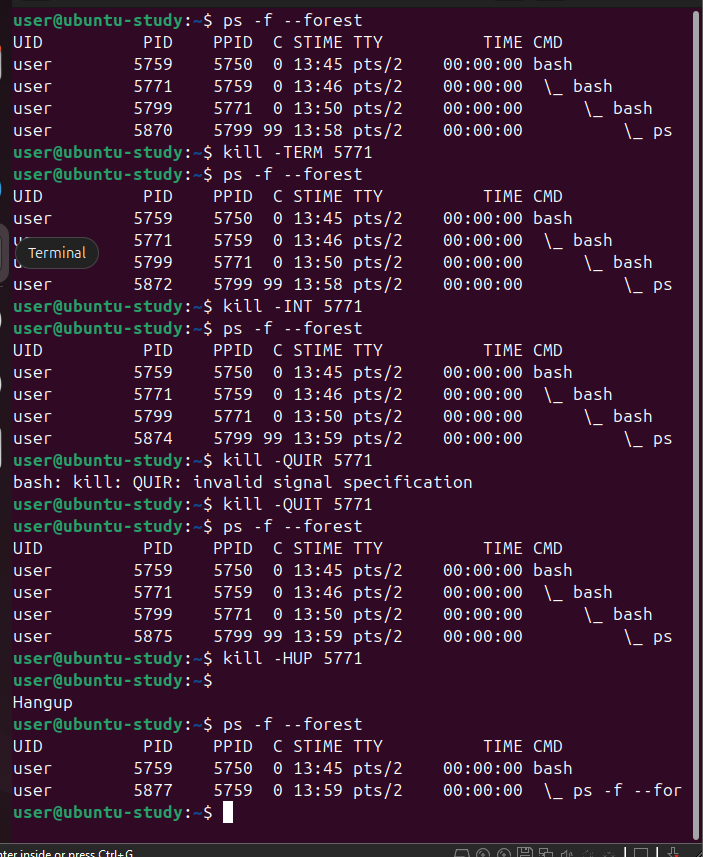 user@ubuntu-study:~$ ps -f --forest
UID          PID    PPID  C STIME TTY          TIME CMD
user        5759    5750  0 13:45 pts/2    00:00:00 bash
user        5771    5759  0 13:46 pts/2    00:00:00  \_ bash
user        5799    5771  0 13:50 pts/2    00:00:00      \_ bash
user        5870    5799 99 13:58 pts/2    00:00:00          \_ ps
user@ubuntu-study:~$ kill -TERM 5771
user@ubuntu-study:~$ ps -f --forest
UID          PID    PPID  C STIME TTY          TIME CMD
user        5759    5750  0 13:45 pts/2    00:00:00 bash
5771    5759  0 13:46 pts/2    00:00:00  \_ bash
Terminal
5799    5771  0 13:50 pts/2    00:00:00      \_ bash
user        5872    5799 99 13:58 pts/2    00:00:00          \_ ps
user@ubuntu-study:~$ kill -INT 5771
user@ubuntu-study:~$ ps -f --forest
UID          PID    PPID  C STIME TTY          TIME CMD
user        5759    5750  0 13:45 pts/2    00:00:00 bash
user        5771    5759  0 13:46 pts/2    00:00:00  \_ bash
user        5799    5771  0 13:50 pts/2    00:00:00      \_ bash
user        5874    5799 99 13:59 pts/2    00:00:00          \_ ps
user@ubuntu-study:~$ kill -QUIR 5771
bash: kill: QUIR: invalid signal specification
user@ubuntu-study:~$ kill -QUIT 5771
user@ubuntu-study:~$ ps -f --forest
UID          PID    PPID  C STIME TTY          TIME CMD
user        5759    5750  0 13:45 pts/2    00:00:00 bash
user        5771    5759  0 13:46 pts/2    00:00:00  \_ bash
user        5799    5771  0 13:50 pts/2    00:00:00      \_ bash
user        5875    5799 99 13:59 pts/2    00:00:00          \_ ps
user@ubuntu-study:~$ kill -HUP 5771
user@ubuntu-study:~$
Hangup
user@ubuntu-study:~$ ps -f --forest
UID          PID    PPID  C STIME TTY          TIME CMD
user        5759    5750  0 13:45 pts/2    00:00:00 bash
user        5877    5759  0 13:59 pts/2    00:00:00  \_ ps -f --for
user@ubuntu-study:~$
inside or press Ctrl+G